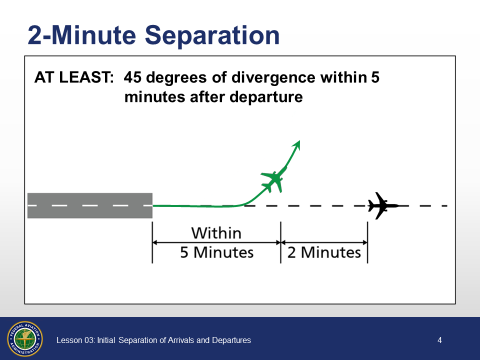 2-Minute Separation
AT LEAST: 45 degrees of divergence within 5
minutes after departure
Within
5 Minutes
2 Minutes
Lesson 03: Initial Separation of Arrivals and Departures
4